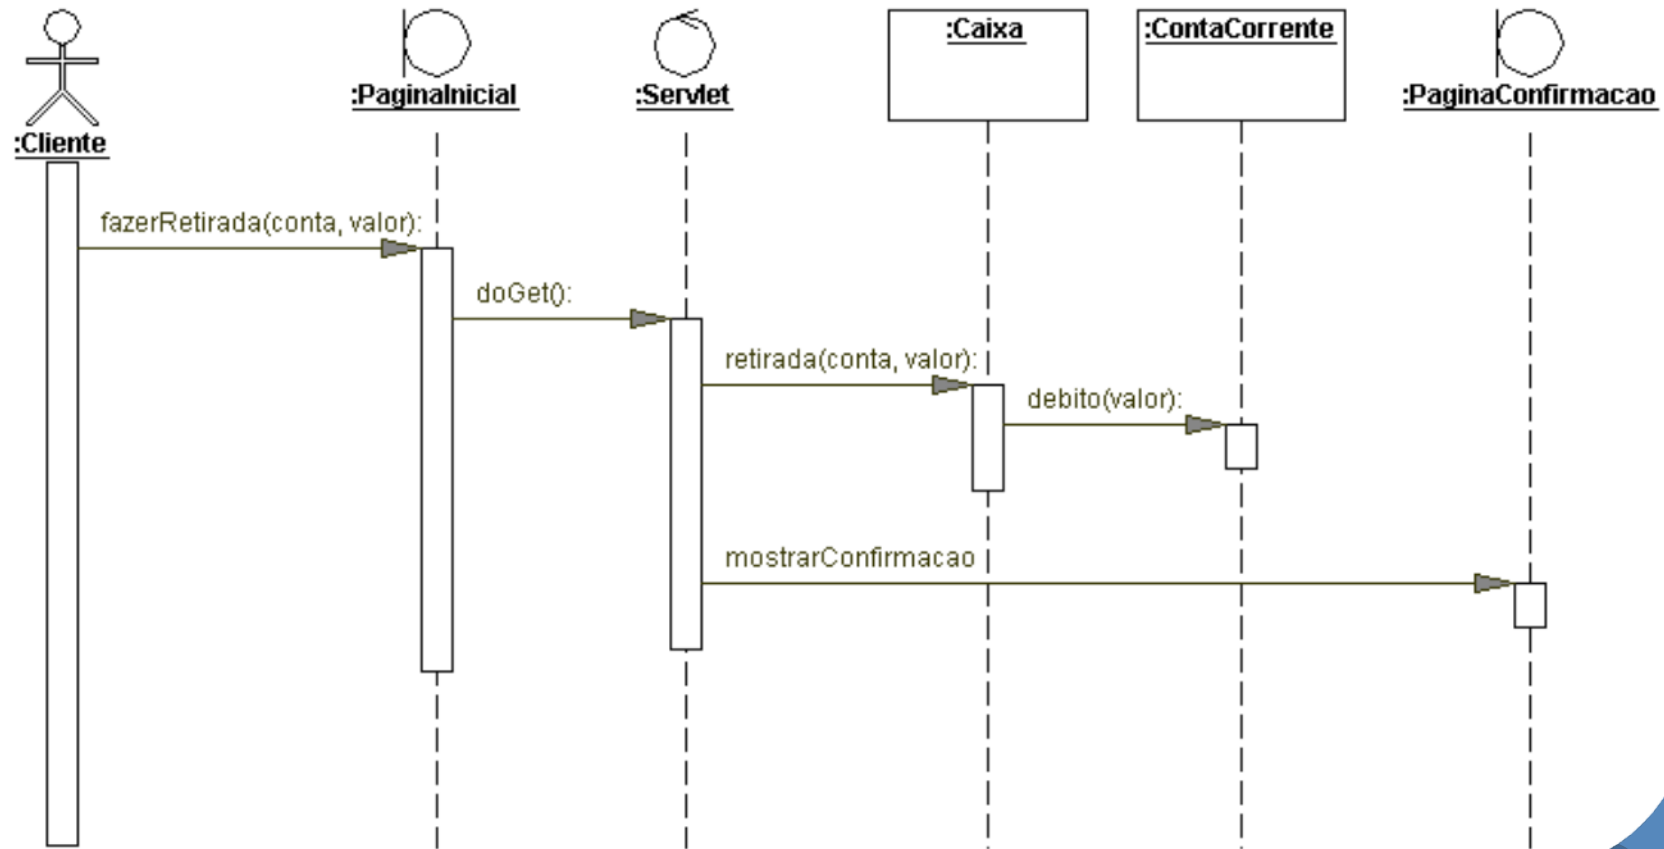 :Caixa
:ContaCorrente
:PaginaInicial
:Servlet
:PaginaConfirmacao
:Cliente
fazerRetirada(conta, valor):
doGet():
retirada(conta, valor):
debito(valor):
mostrarConfirmacao